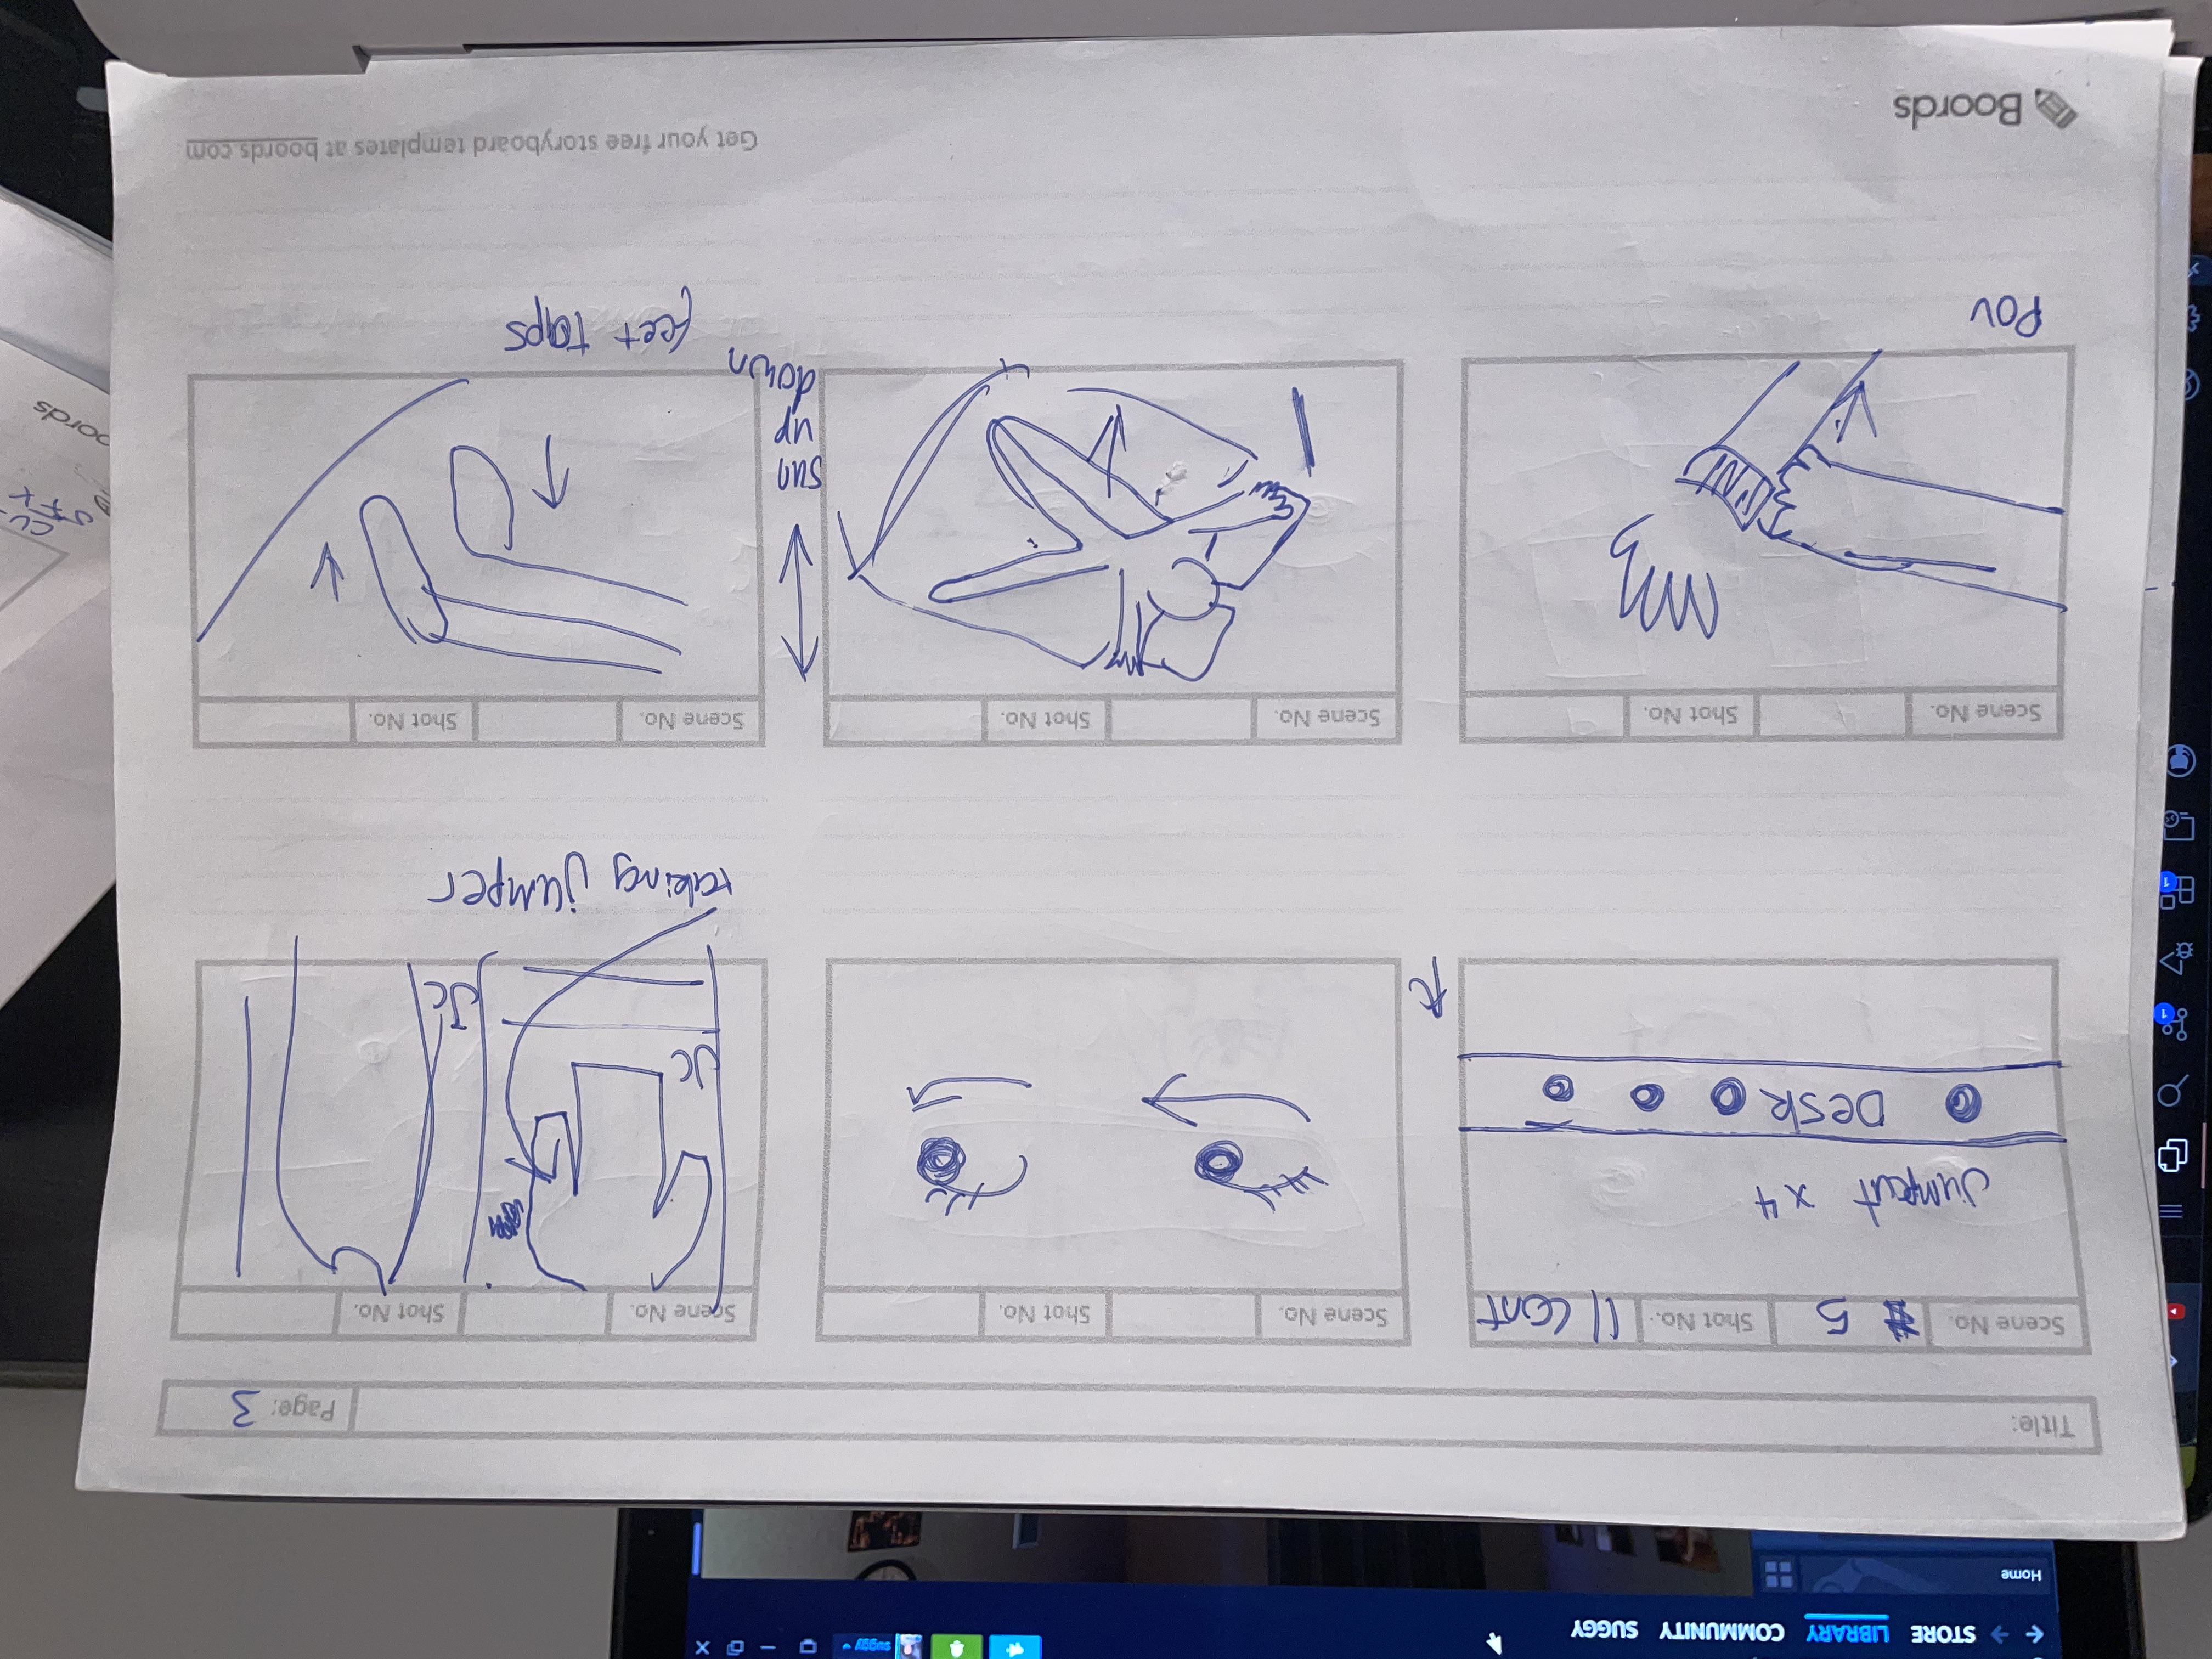 STORE LIBRARY COMMUNITY SUGGY
suggy
Home
Title:
Page: 3
Scene No. 5 Shot No. 11 cont
Scene No. Shot No.
Scene No. Shot No.
Jumpcut x 4
Desk
JC
JC
taking jumper
Scene No. Shot No.
Scene No. Shot No.
Scene No. Shot No.
sun
up
down
POV
feet taps
Get your free storyboard templates at boords.com
Boords
1
1